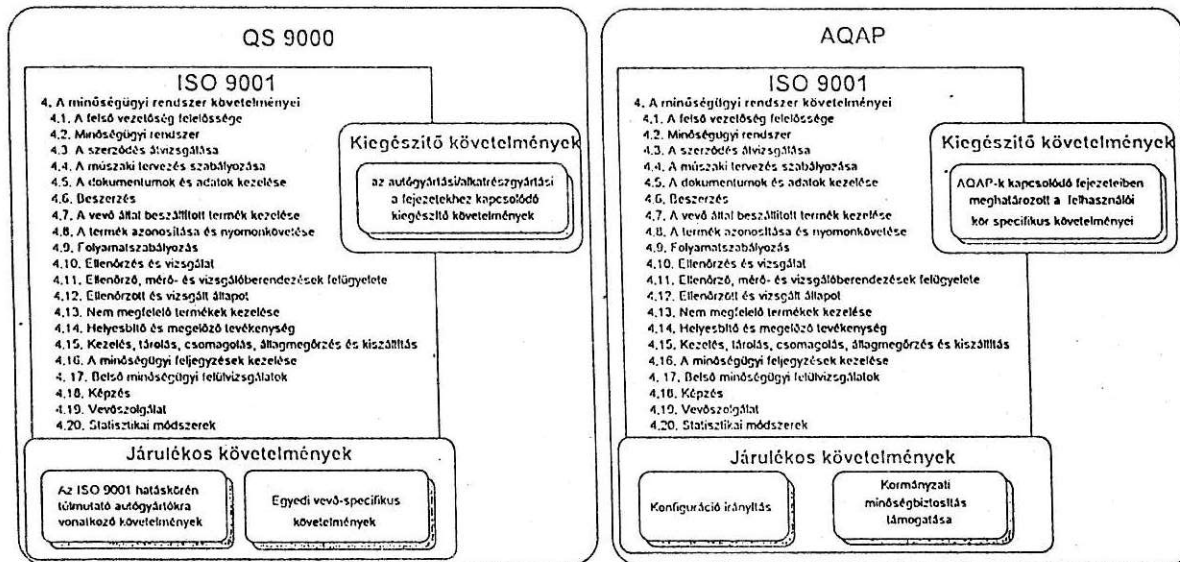 QS 9000
ISO 9001
4. A minőségügyi rendszer követelményei
4.1. A felső vezetőség felelőssége
4.2. Minőségügyi rendszer
4.3. A szerződés átvizsgálása
4.4. A műszaki tervezés szabályozása
4.5. A dokumentumok és adatok kezelése
4.6. Beszerzés
4.7. A vevő által beszállított termék kezelése
4.8. A termék azonosítása és nyomonkövetése
4.9. Folyamatszabályozás
4.10. Ellenőrzés és vizsgálat
4.11. Ellenőrző, mérő- és vizsgálóberendezések felügyelete
4.12. Ellenőrzött és vizsgált állapot
4.13. Nem megfelelő termékek kezelése
4.14. Helyesbítő és megelőző tevékenység
4.15. Kezelés, tárolás, csomagolás, állagmegőrzés és kiszállítás
4.16. A minőségügyi feljegyzések kezelése
4. 17. Belső minőségügyi felülvizsgálatok
4.18. Képzés
4.19. Vevőszolgálat
4.20. Statisztikai módszerek
Kiegészítő követelmények
az autógyártási/alkatrészgyártási
a fejezetekhez kapcsolódó
kiegészítő követelmények
Járulékos követelmények
Az ISO 9001 hatáskörén
túlmutató autógyártókra
vonatkozó követelmények
Egyedi vevő-specifikus
követelmények
AQAP
ISO 9001
4. A minőségügyi rendszer követelményei
4.1. A felső vezetőség felelőssége
4.2. Minőségügyi rendszer
4.3. A szerződés átvizsgálása
4.4. A műszaki tervezés szabályozása
4.5. A dokumentumok és adatok kezelése
4.6. Beszerzés
4.7. A vevő által beszállított termék kezelése
4.8. A termék azonosítása és nyomonkövetése
4.9. Folyamatszabályozás
4.10. Ellenőrzés és vizsgálat
4.11. Ellenőrző, mérő- és vizsgálóberendezések felügyelete
4.12. Ellenőrzött és vizsgált állapot
4.13. Nem megfelelő termékek kezelése
4.14. Helyesbítő és megelőző tevékenység
4.15. Kezelés, tárolás, csomagolás, állagmegőrzés és kiszállítás
4.16. A minőségügyi feljegyzések kezelése
4. 17. Belső minőségügyi felülvizsgálatok
4.18. Képzés
4.19. Vevőszolgálat
4.20. Statisztikai módszerek
Kiegészítő követelmények
AQAP-k kapcsolódó fejezeteiben
meghatározott a felhasználói
kör specifikus követelményei
Járulékos követelmények
Konfiguráció irányítás
Kormányzati
minőségbiztosítás
támogatása